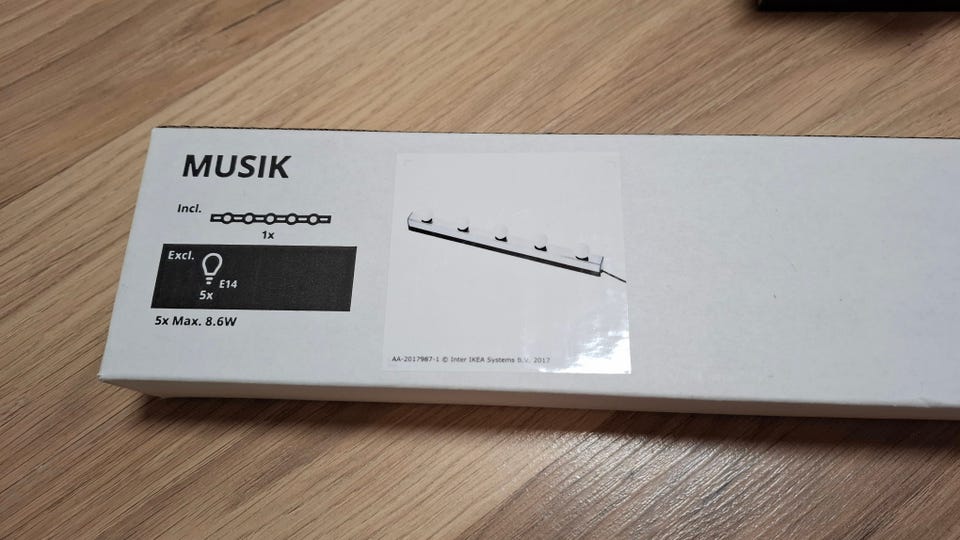 MUSIK
Incl.
1x
Excl.
E14
5x
5x Max. 8.6W
AA-2017987-1 © Inter IKEA Systems B.V. 2017